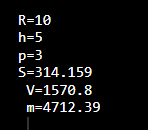 R=10
h=5
p=3
S=314.159
V=1570.8
m=4712.39